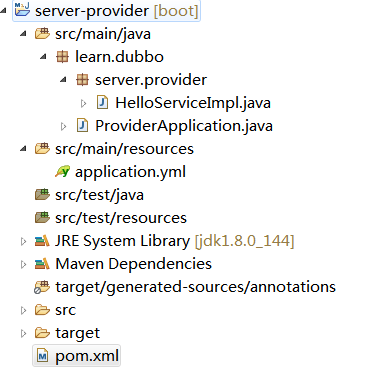 server-provider [boot]
src/main/java
learn.dubbo
server.provider
HelloServiceImpl.java
ProviderApplication.java
src/main/resources
application.yml
src/test/java
src/test/resources
JRE System Library [jdk1.8.0_144]
Maven Dependencies
target/generated-sources/annotations
src
target
pom.xml